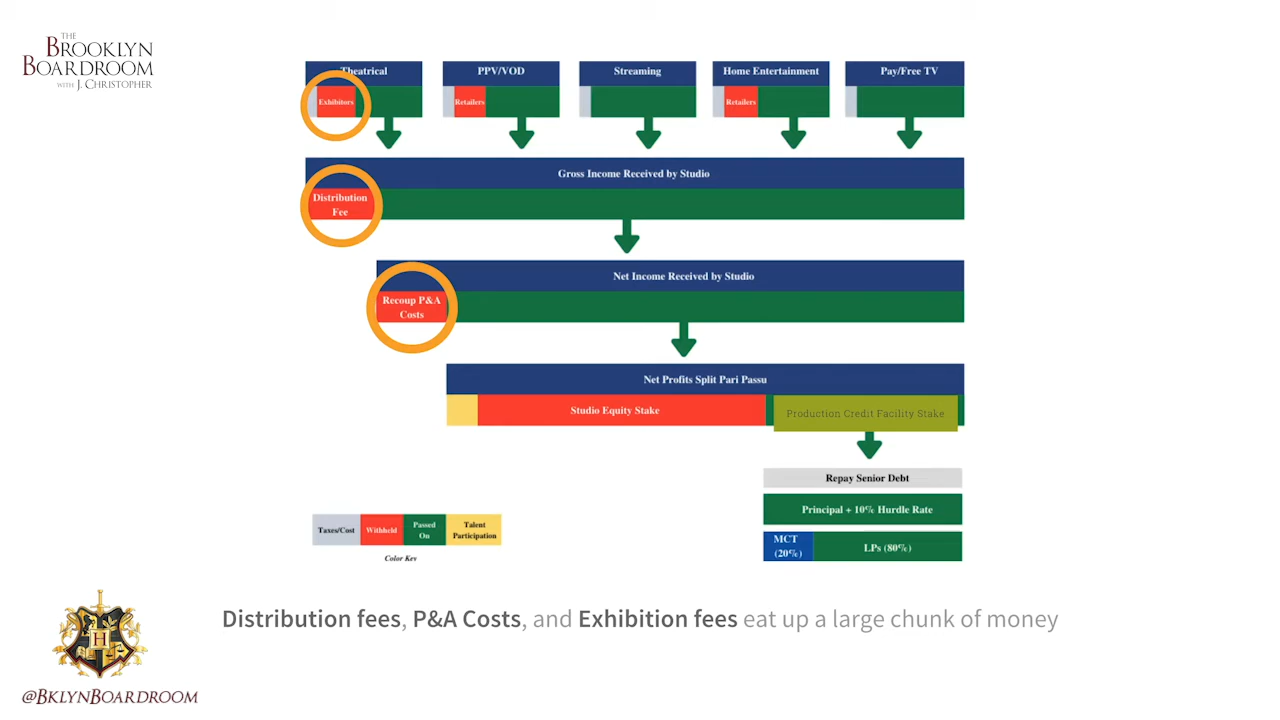 THE
BROOKLYN
BOARDROOM
WITH J. CHRISTOPHER
Theatrical
PPV/VOD
Streaming
Home Entertainment
Pay/Free TV
Exhibitors
Retailers
Retailers
Gross Income Received by Studio
Distribution
Fee
Net Income Received by Studio
Recoup P&A
Costs
Net Profits Split Pari Passu
Studio Equity Stake
Production Credit Facility Stake
Repay Senior Debt
Principal + 10% Hurdle Rate
MCT
(20%)
LPs (80%)
Taxes/Cost
Withheld
Passed
On
Talent
Participation
Color Key
Distribution fees, P&A Costs, and Exhibition fees eat up a large chunk of money
H
@BKLYNBOARDROOM